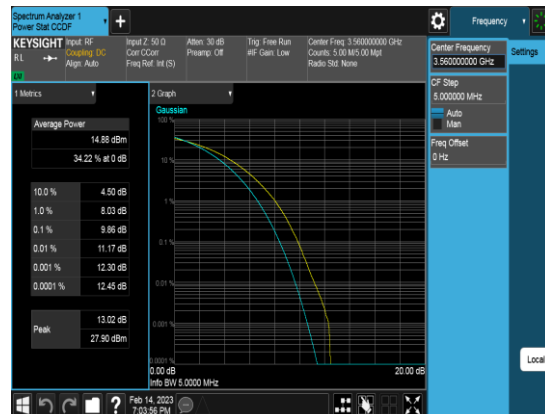 Spectrum Analyzer 1
Power Stat CCDF
+
Frequency
KEYSIGHT
RL
LW
Input: RF
Coupling: DC
Align: Auto
Input Z: 50 Ω
Corr CCorr
Freq Ref: Int (S)
Atten: 30 dB
Preamp: Off
Trig: Free Run
#IF Gain: Low
Center Freq: 3.560000000 GHz
Counts: 5.00 M/5.00 Mpt
Radio Std: None
Center Frequency
3.560000000 GHz
Settings
CF Step
5.000000 MHz
Auto
Man
Freq Offset
0 Hz
1 Metrics
Average Power
14.88 dBm
34.22 % at 0 dB
10.0 % 4.50 dB
1.0 % 8.03 dB
0.1 % 9.86 dB
0.01 % 11.17 dB
0.001 % 12.30 dB
0.0001 % 12.45 dB
Peak
13.02 dB
27.90 dBm
2 Graph
Gaussian
100 %
10 %
1 %
0.1 %
0.01 %
0.001 %
0.0001 %
0.00 dB
20.00 dB
Info BW 5.0000 MHz
Local
?
Feb 14, 2023
7:03:56 PM